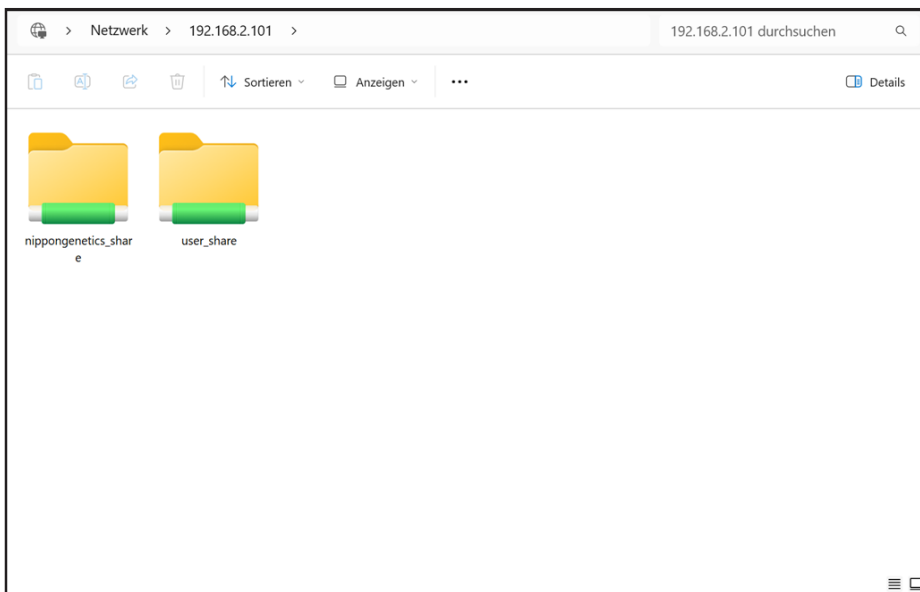 Netzwerk > 192.168.2.101 >
192.168.2.101 durchsuchen
Sortieren
Anzeigen
Details
nippongenetics_shar
e
user_share